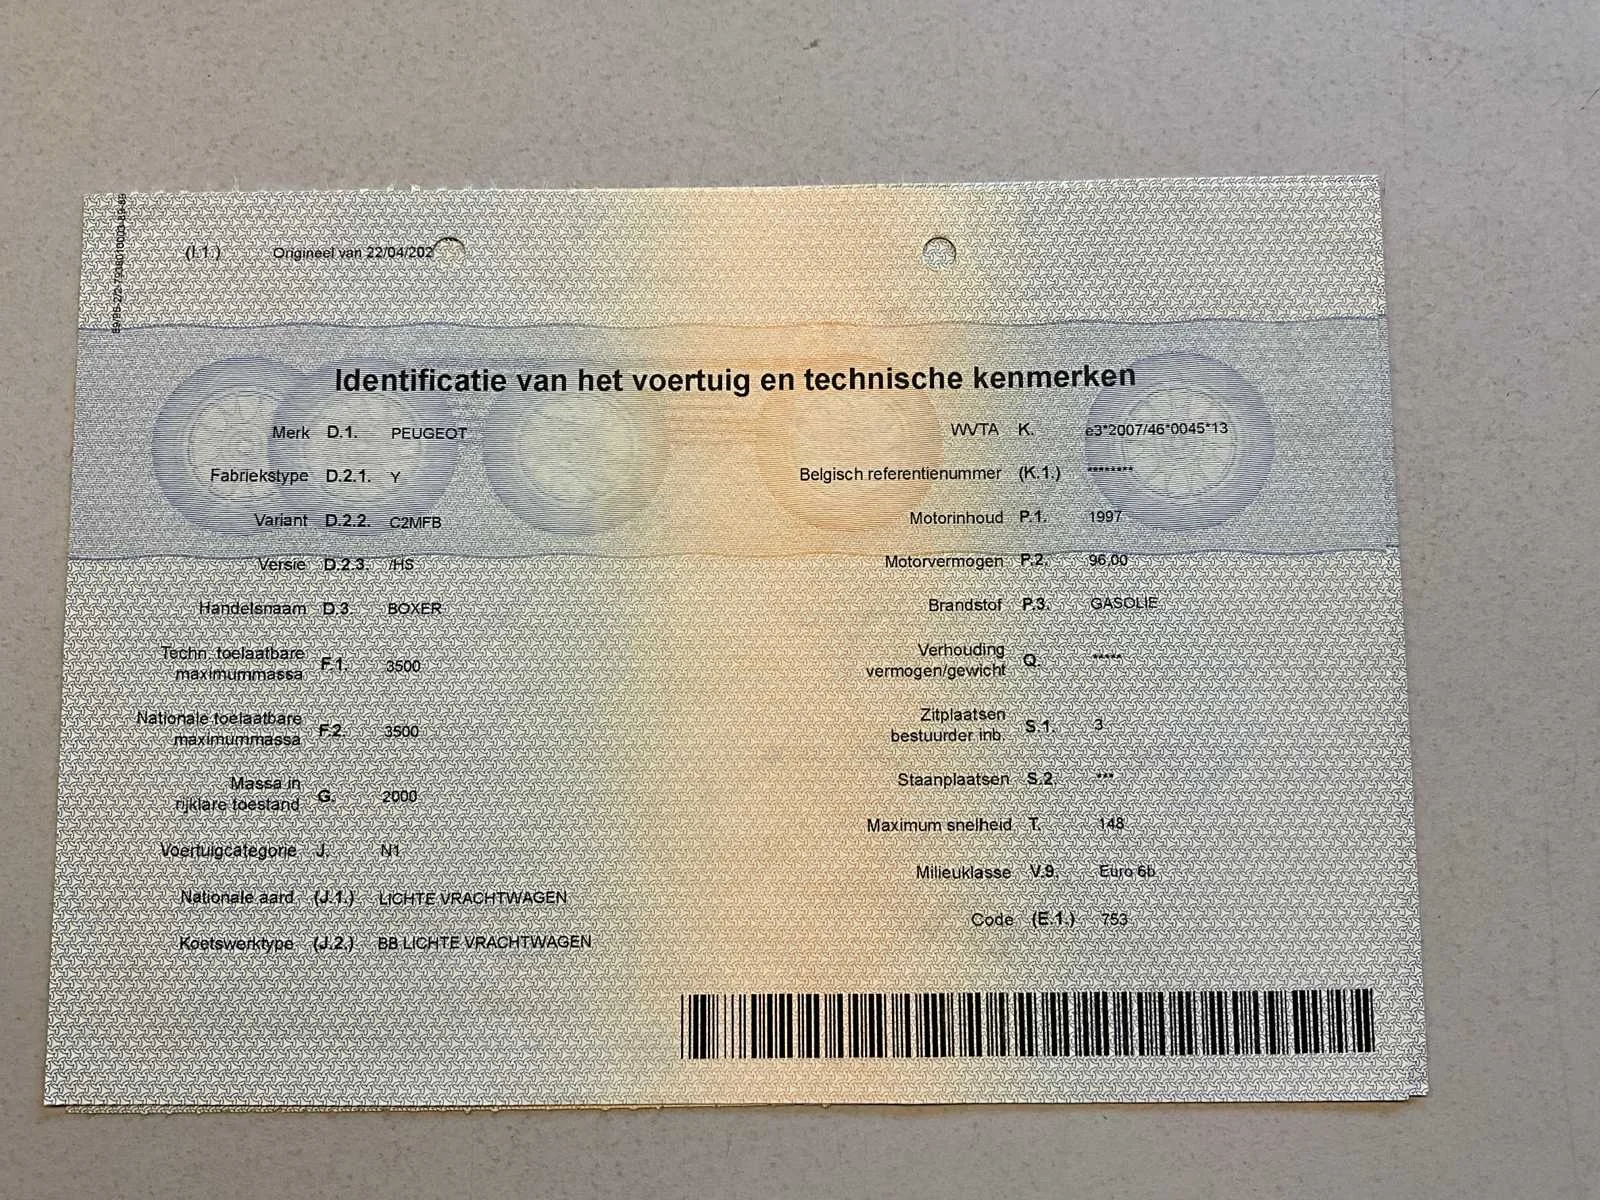 (I.1.) Origineel van 22/04/202
Identificatie van het voertuig en technische kenmerken
Merk D.1. PEUGEOT
Fabriekstype D.2.1. Y
Variant D.2.2. C2MFB
Versie D.2.3. /HS
Handelsnaam D.3. BOXER
Techn. toelaatbare
maximummassa F.1. 3500
Nationale toelaatbare
maximummassa F.2. 3500
Massa in
rijklare toestand G. 2000
Voertuigcategorie J. N1
Nationale aard (J.1.) LICHTE VRACHTWAGEN
Koetswerktype (J.2.) BB LICHTE VRACHTWAGEN
WVTA K. e3*2007/46*0045*13
Belgisch referentienummer (K.1.) ********
Motorinhoud P.1. 1997
Motorvermogen P.2. 96,00
Brandstof P.3. GASOLIE
Verhouding
vermogen/gewicht Q. *****
Zitplaatsen
bestuurder inb. S.1. 3
Staanplaatsen S.2. ***
Maximum snelheid T. 148
Milieuklasse V.9. Euro 6b
Code (E.1.) 753